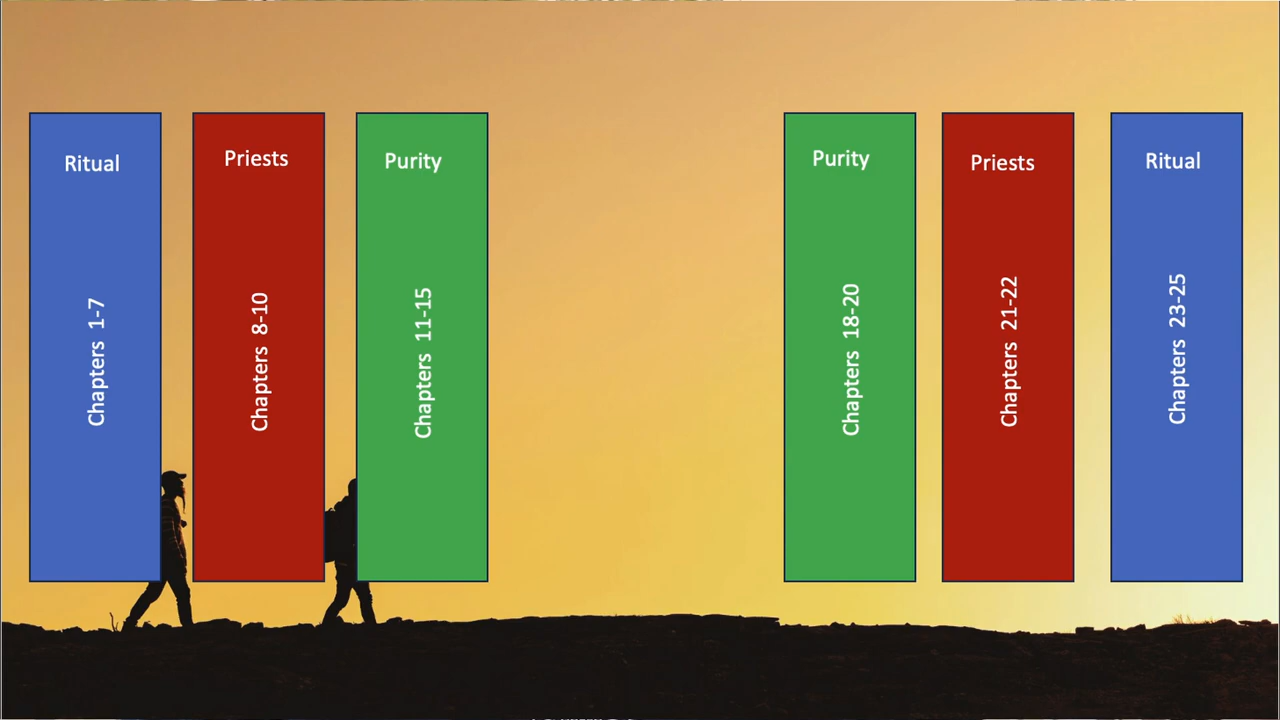 Ritual
Chapters 1-7
Priests
Chapters 8-10
Purity
Chapters 11-15
Purity
Chapters 18-20
Priests
Chapters 21-22
Ritual
Chapters 23-25